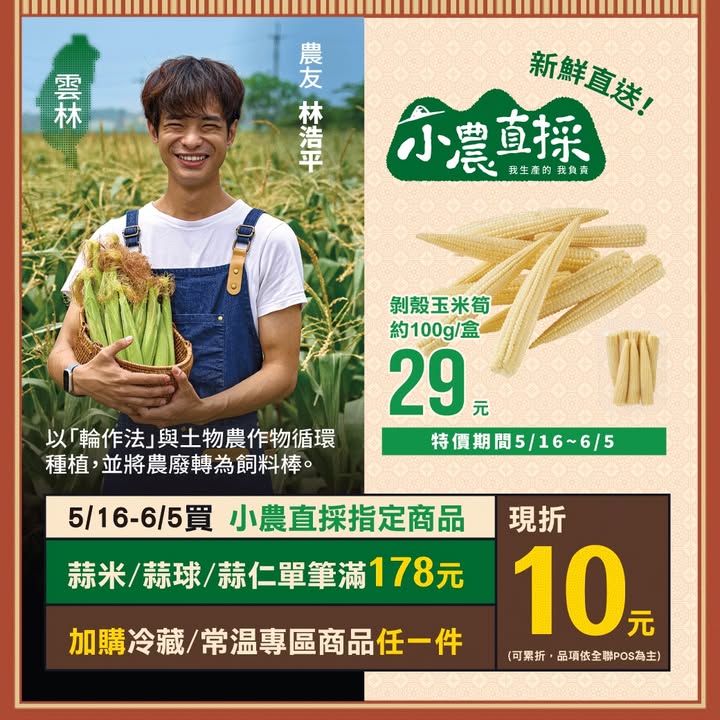 雲林
農友 林浩平
新鮮直送!
小農直採
我生產的 我負責
剝殼玉米筍
約100g/盒
29元
特價期間5/16~6/5
以「輪作法」與土物農作物循環
種植,並將農廢轉為飼料棒。
5/16-6/5買 小農直採指定商品
蒜米/蒜球/蒜仁單筆滿178元
加購冷藏/常溫專區商品任一件
現折
10元
(可累折,品項依全聯POS為主)